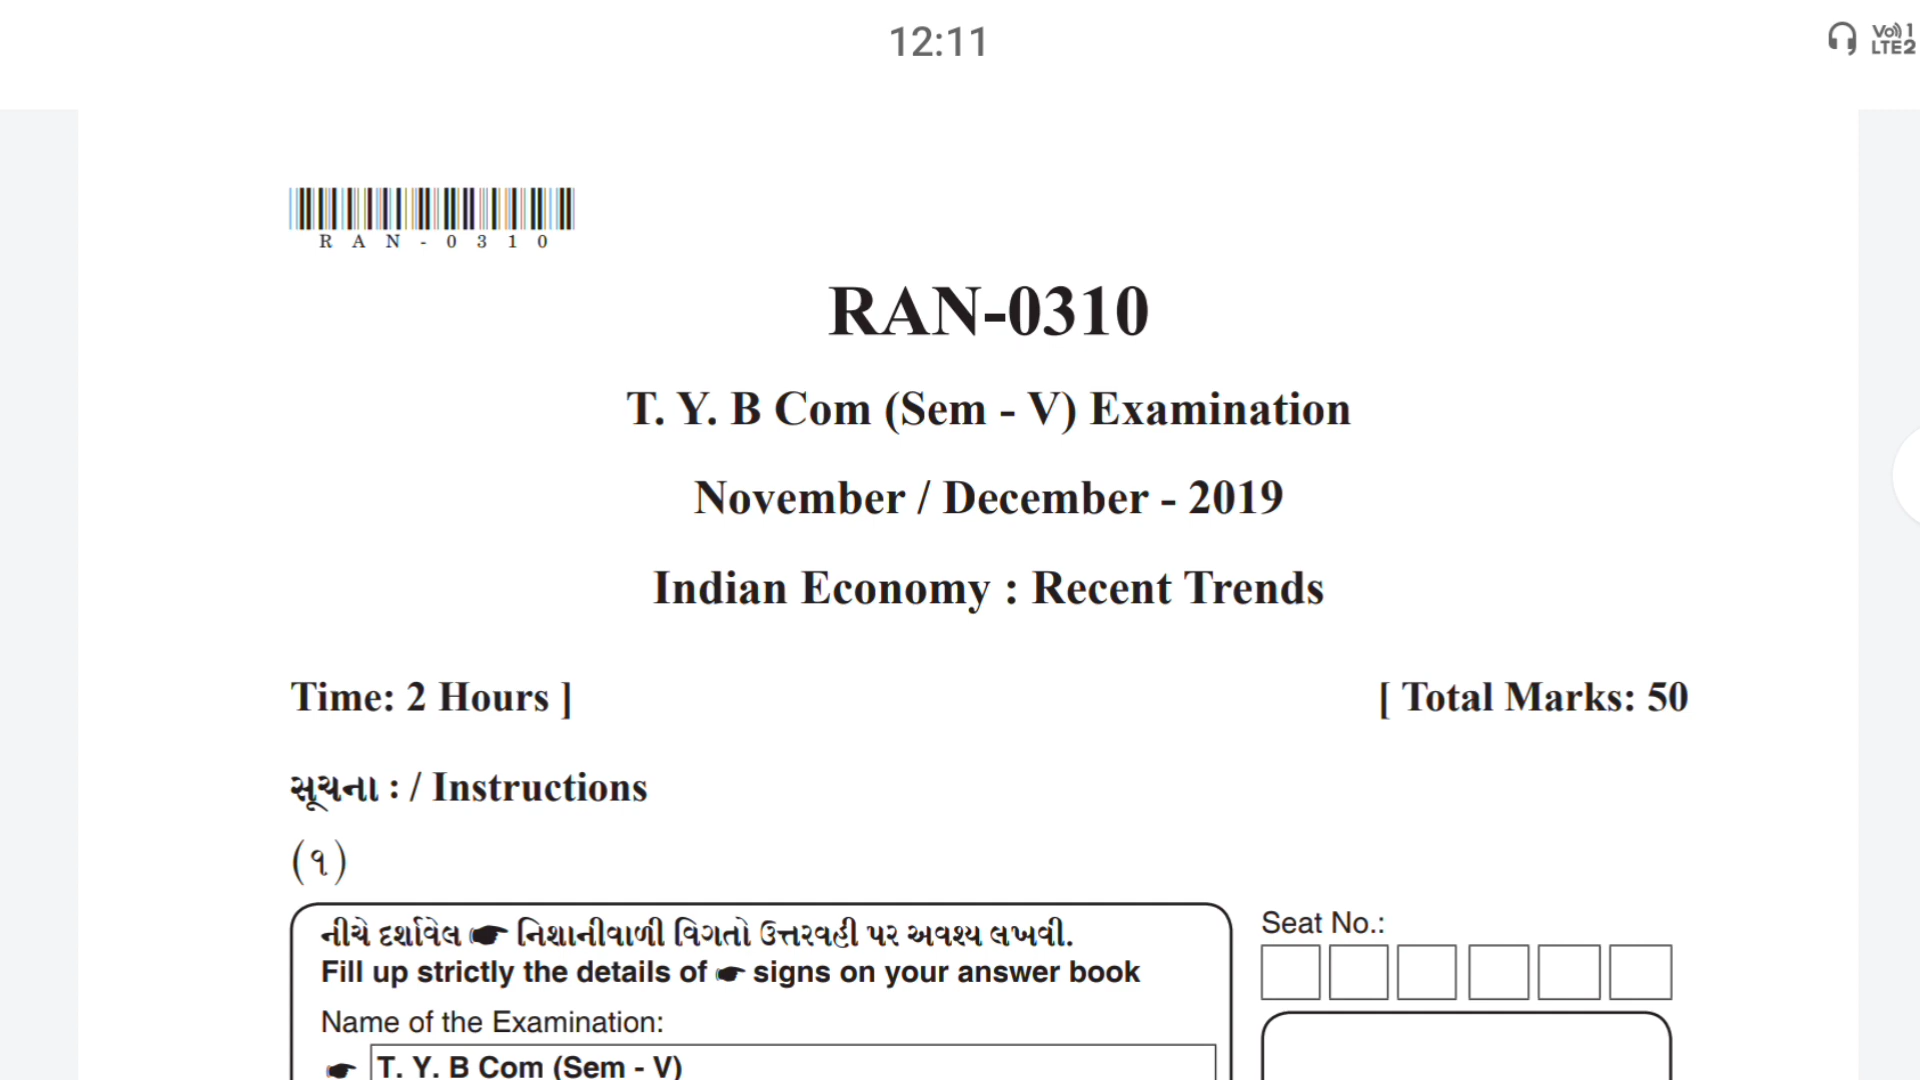 12:11
Vo)) 1
LTE2
RAN-0310
RAN-0310
T. Y. B Com (Sem - V) Examination
November / December - 2019
Indian Economy : Recent Trends
Time: 2 Hours ]
[ Total Marks: 50
સૂચના : / Instructions
(૧)
નીચે દર્શાવેલ ☛ નિશાનીવાળી વિગતો ઉત્તરવહી પર અવશ્ય લખવી.
Fill up strictly the details of ☛ signs on your answer book
Name of the Examination:
☛ T. Y. B Com (Sem - V)
Seat No.: